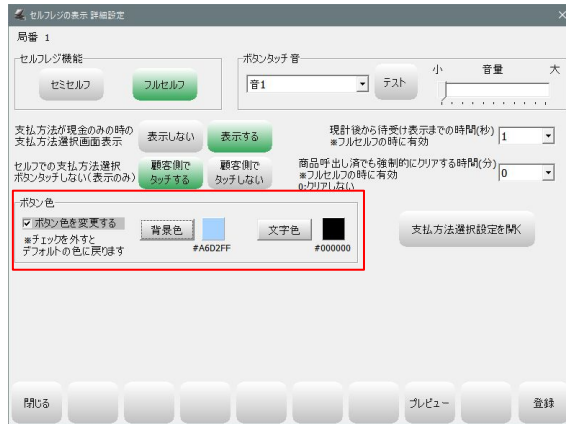 セルフレジの表示 詳細設定
局番 1
セルフレジ機能
セミセルフ
フルセルフ
ボタンタッチ音
音1
テスト
小 音量 大
支払方法が現金のみの時の
支払方法選択画面表示
表示しない
表示する
現計後から待受け表示までの時間(秒)
※フルセルフの時に有効
1
セルフでの支払方法選択
ボタンタッチしない(表示のみ)
顧客側で
タッチする
顧客側で
タッチしない
商品呼出し済でも強制的にクリアする時間(分)
※フルセルフの時に有効
0:クリアしない
0
ボタン色
ボタン色を変更する
※チェックを外すと
デフォルトの色に戻ります
背景色
#A6D2FF
文字色
#000000
支払方法選択設定を開く
閉じる
プレビュー
登録